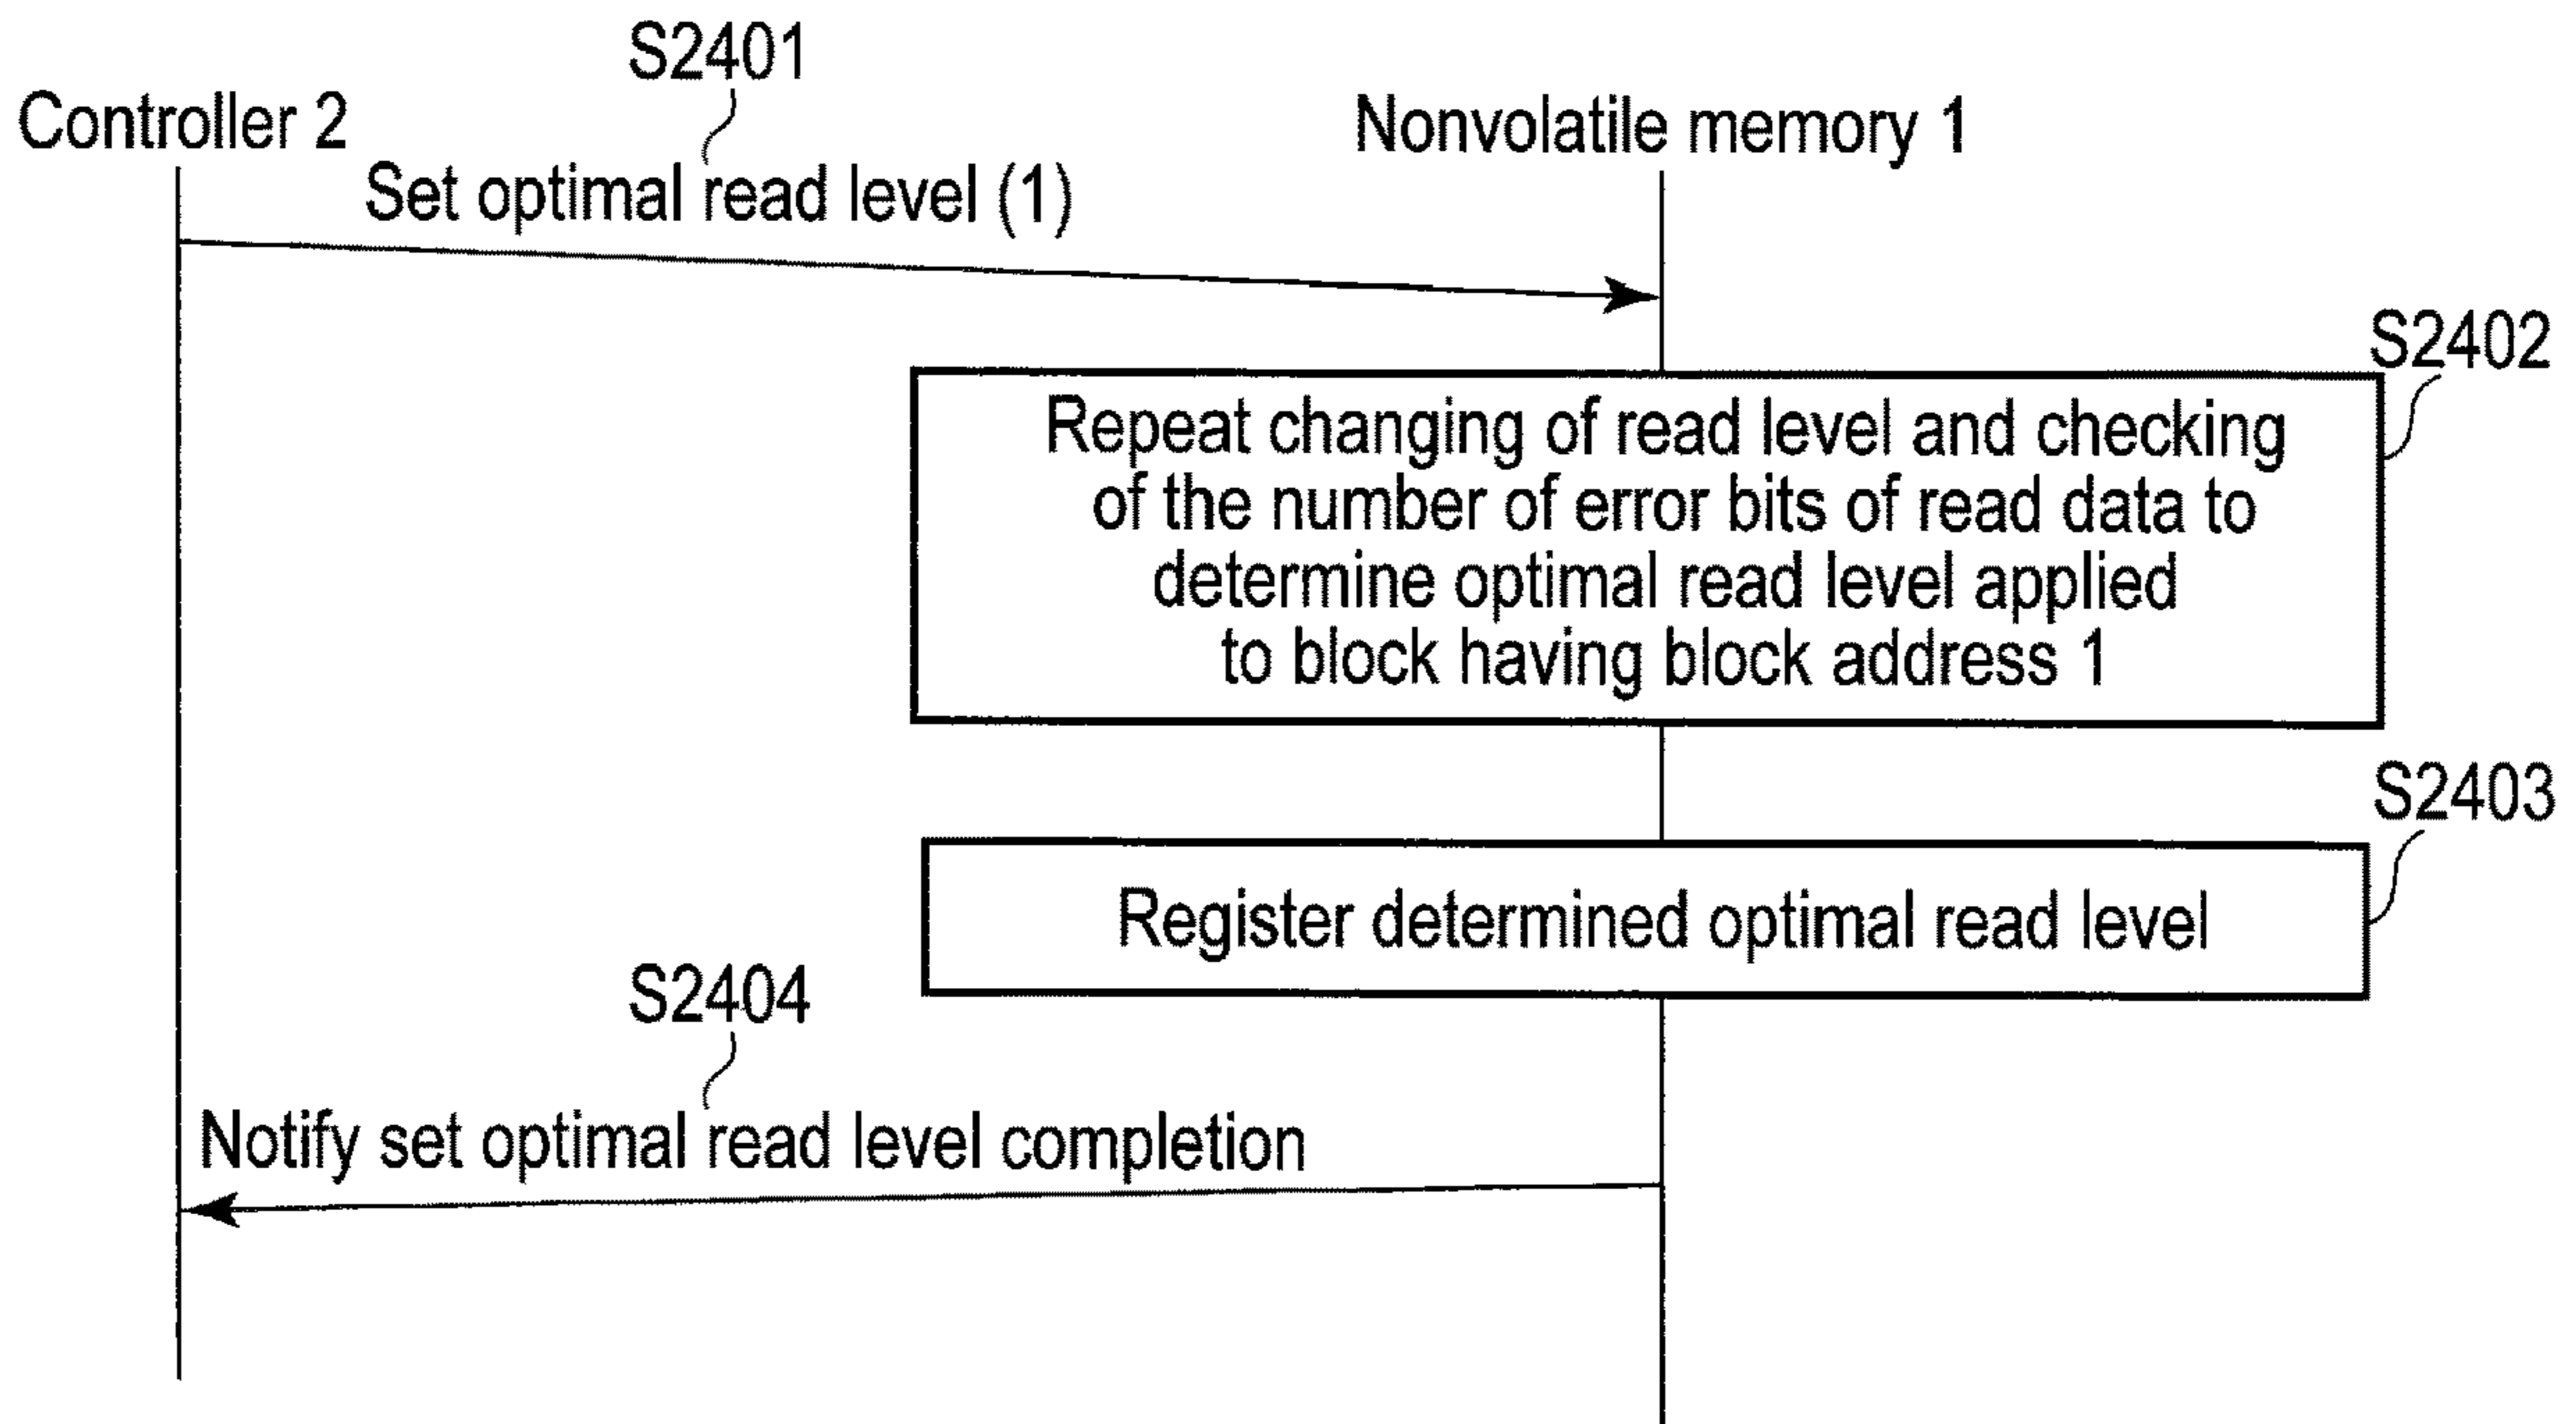 S2401
Controller 2
Nonvolatile memory 1
Set optimal read level (1)
S2402
Repeat changing of read level and checking
of the number of error bits of read data to
determine optimal read level applied
to block having block address 1
S2403
Register determined optimal read level
S2404
Notify set optimal read level completion